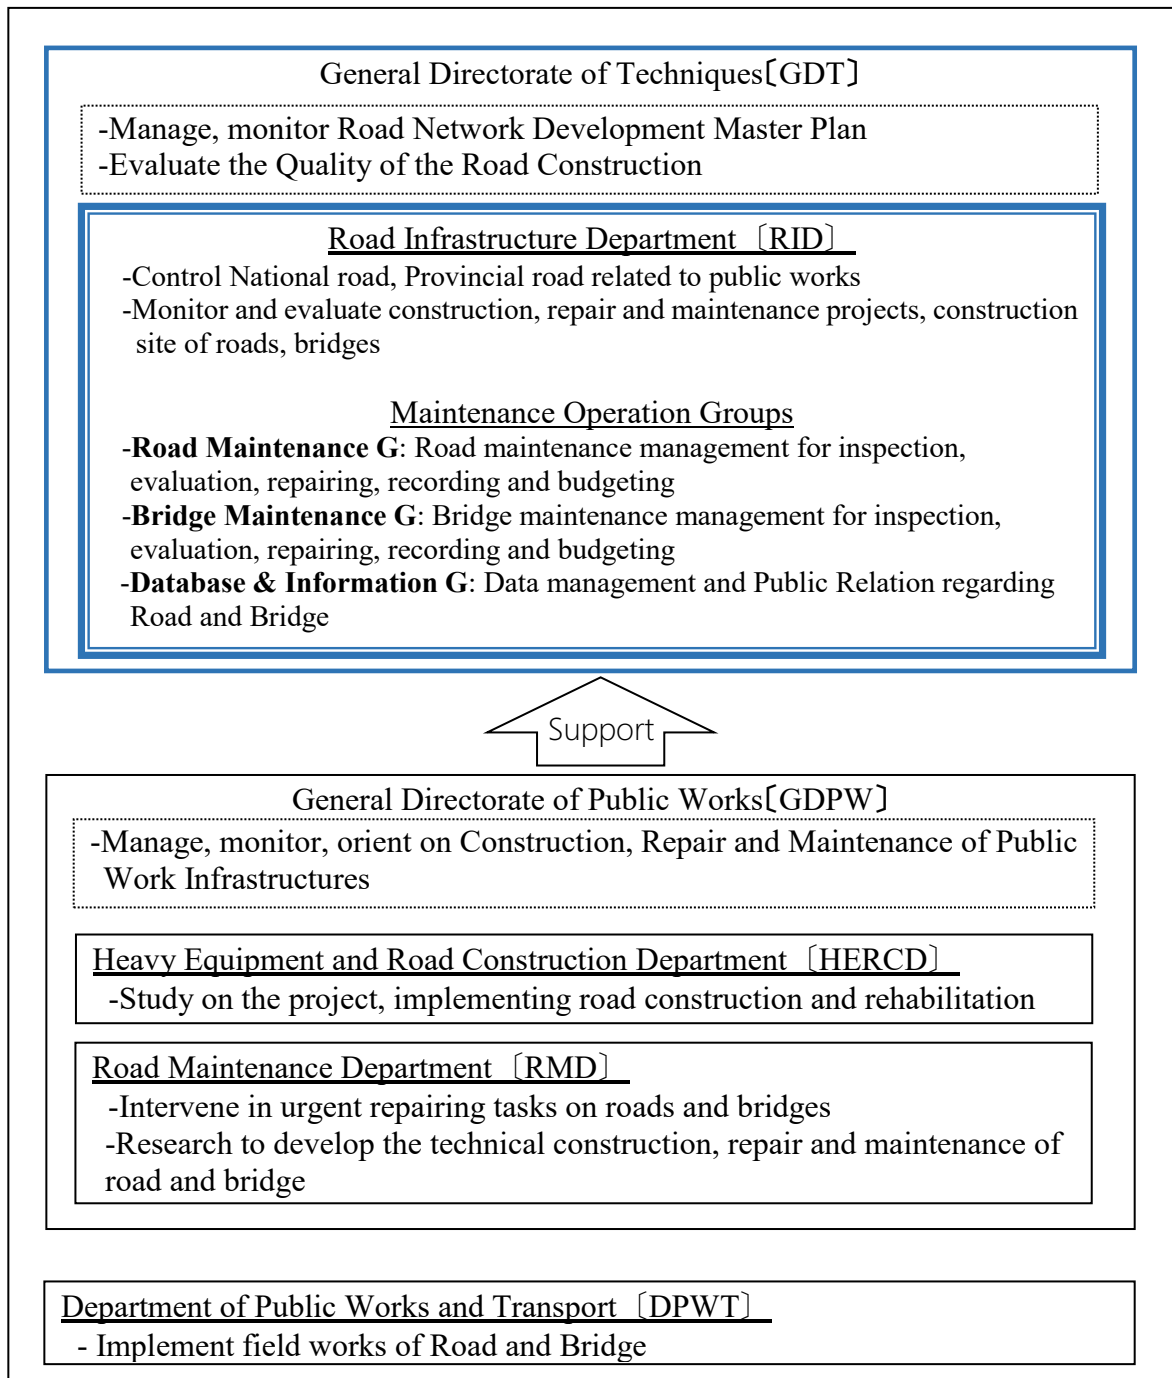 General Directorate of Techniques〔GDT〕
-Manage, monitor Road Network Development Master Plan
-Evaluate the Quality of the Road Construction
Road Infrastructure Department〔RID〕
-Control National road, Provincial road related to public works
-Monitor and evaluate construction, repair and maintenance projects, construction
site of roads, bridges
Maintenance Operation Groups
-Road Maintenance G: Road maintenance management for inspection,
evaluation, repairing, recording and budgeting
-Bridge Maintenance G: Bridge maintenance management for inspection,
evaluation, repairing, recording and budgeting
-Database & Information G: Data management and Public Relation regarding
Road and Bridge
Support
General Directorate of Public Works〔GDPW〕
-Manage, monitor, orient on Construction, Repair and Maintenance of Public
Work Infrastructures
Heavy Equipment and Road Construction Department〔HERCD〕
-Study on the project, implementing road construction and rehabilitation
Road Maintenance Department〔RMD〕
-Intervene in urgent repairing tasks on roads and bridges
-Research to develop the technical construction, repair and maintenance of
road and bridge
Department of Public Works and Transport〔DPWT〕
- Implement field works of Road and Bridge